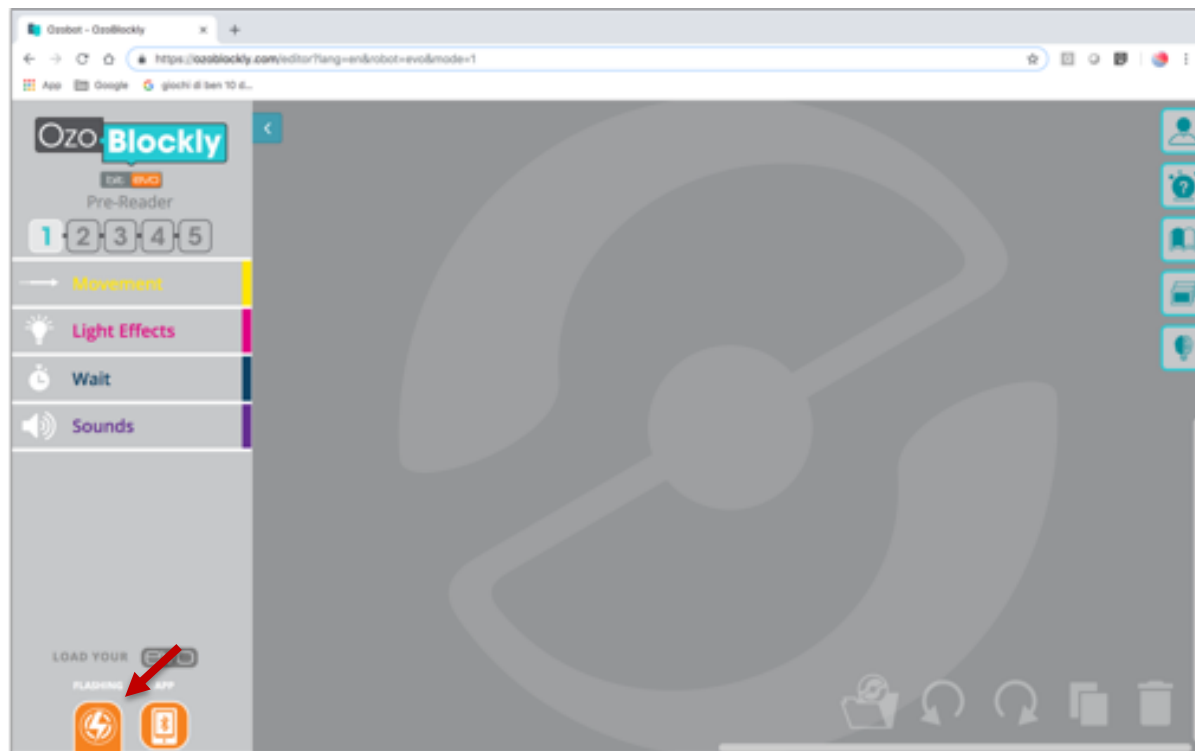 Ozobot - OzoBlockly
https://ozoblockly.com/editor?lang=en&robot=evo&mode=1
App Google giochi di ben 10 d...
Ozo Blockly
bit evo
Pre-Reader
1 2 3 4 5
Movement
Light Effects
Wait
Sounds
LOAD YOUR EVO
FLASHING APP